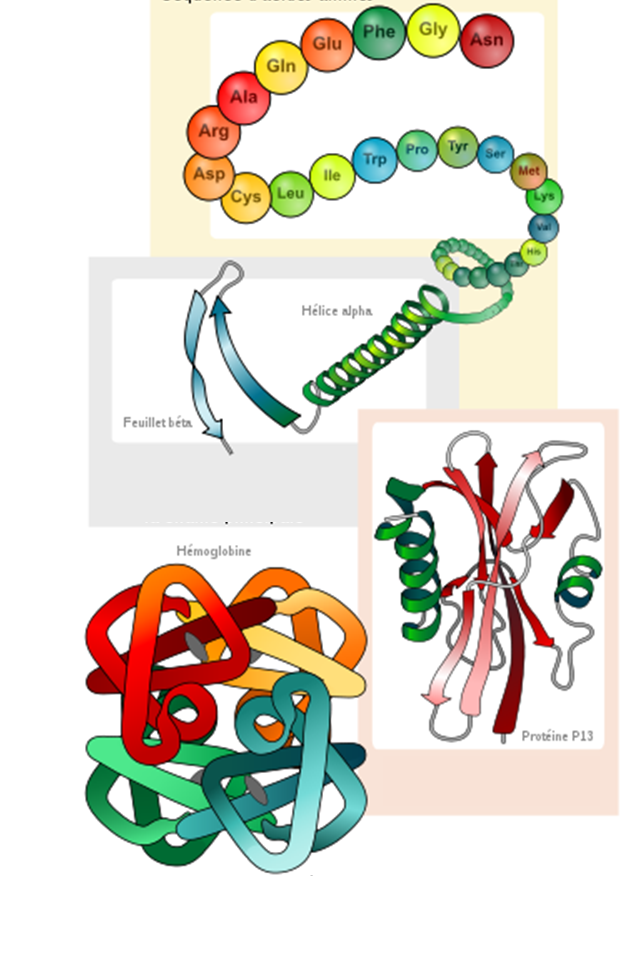 Asn
Gly
Phe
Glu
Gln
Ala
Arg
Asp
Cys
Leu
Ile
Trp
Pro
Tyr
Ser
Met
Lys
Val
His
Hélice alpha
Feuillet béta
Protéine P13
Hémoglobine